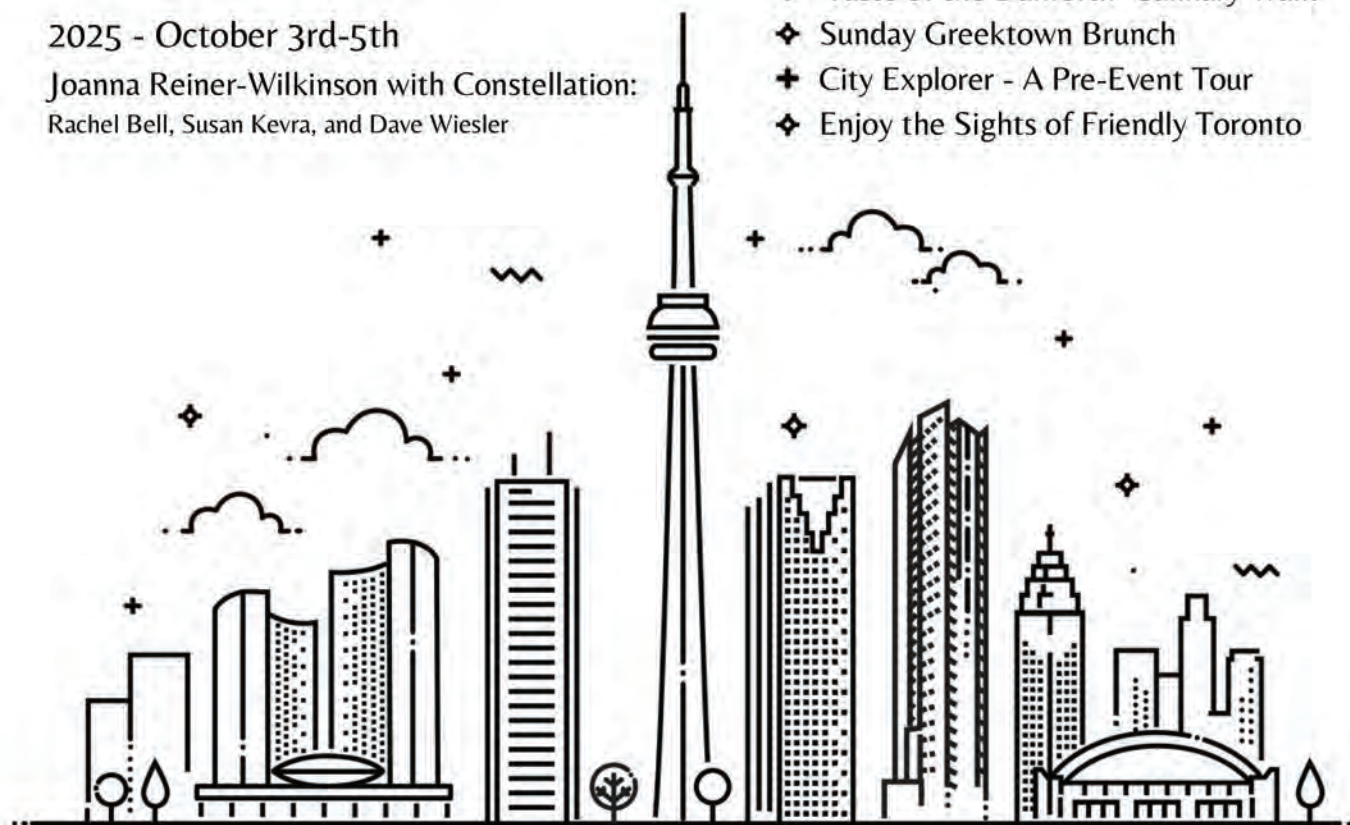 2025 - October 3rd-5th
Joanna Reiner-Wilkinson with Constellation:
Rachel Bell, Susan Kevra, and Dave Wiesler
Sunday Greektown Brunch
City Explorer - A Pre-Event Tour
Enjoy the Sights of Friendly Toronto